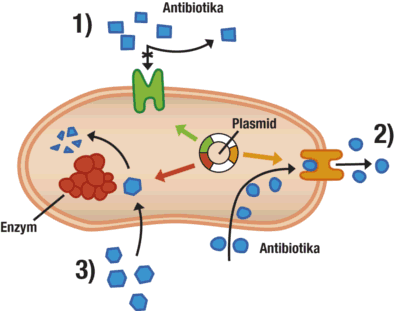 Antibiotika
1)
Plasmid
2)
Enzym
Antibiotika
3)